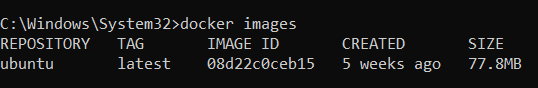 C:\Windows\System32>docker images
REPOSITORY TAG IMAGE ID CREATED SIZE
ubuntu latest 08d22c0ceb15 5 weeks ago 77.8MB